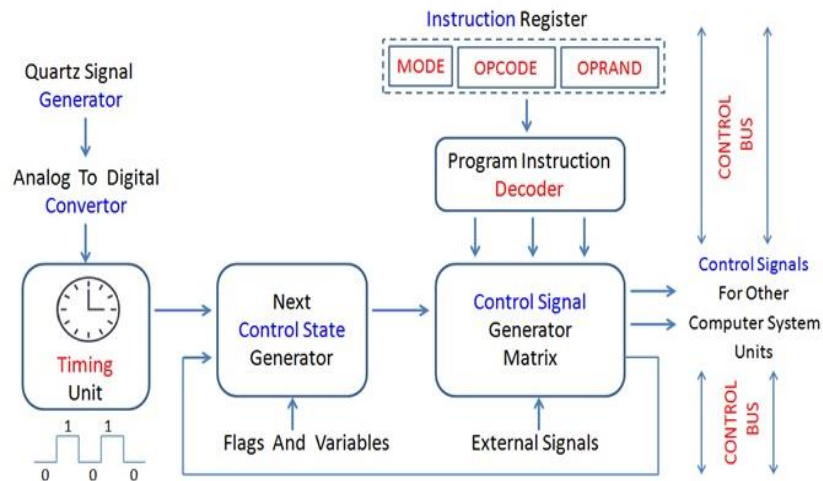 Instruction Register
MODE
OPCODE
OPRAND
Quartz Signal
Generator
Analog To Digital
Convertor
Program Instruction
Decoder
CONTROL
BUS
Timing
Unit
Next
Control State
Generator
Control Signal
Generator
Matrix
Control Signals
For Other
Computer System
Units
Flags And Variables
External Signals
CONTROL
BUS
1 1
0 0 0